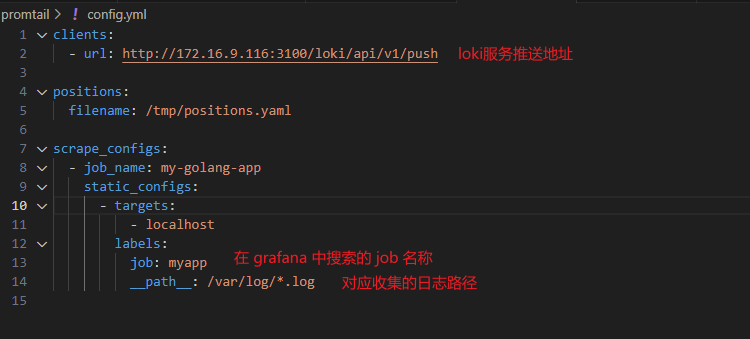 promtail > ! config.yml
1 clients:
2 - url: http://172.16.9.116:3100/loki/api/v1/push loki服务推送地址
3
4 positions:
5 filename: /tmp/positions.yaml
6
7 scrape_configs:
8 - job_name: my-golang-app
9 static_configs:
10 - targets:
11 - localhost
12 labels:
13 job: myapp 在 grafana 中搜索的 job 名称
14 __path__: /var/log/*.log 对应收集的日志路径
15